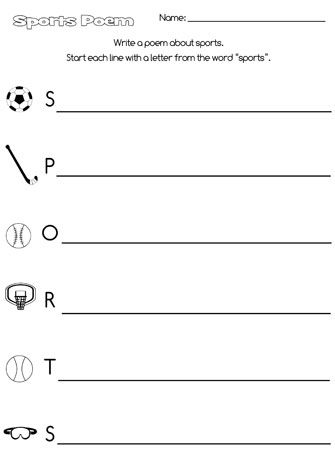 Sports Poem
Name:
Write a poem about sports.
Start each line with a letter from the word "sports".
S
P
O
R
T
S